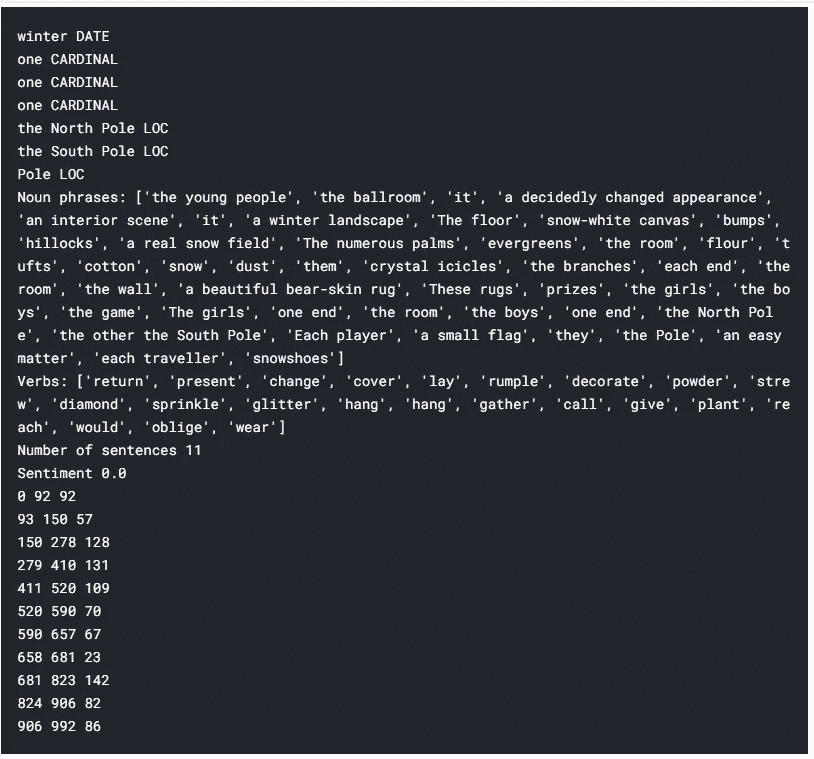 winter DATE
one CARDINAL
one CARDINAL
one CARDINAL
the North Pole LOC
the South Pole LOC
Pole LOC
Noun phrases: ['the young people', 'the ballroom', 'it', 'a decidedly changed appearance',
'an interior scene', 'it', 'a winter landscape', 'The floor', 'snow-white canvas', 'bumps',
'hillocks', 'a real snow field', 'The numerous palms', 'evergreens', 'the room', 'flour', 't
ufts', 'cotton', 'snow', 'dust', 'them', 'crystal icicles', 'the branches', 'each end', 'the
room', 'the wall', 'a beautiful bear-skin rug', 'These rugs', 'prizes', 'the girls', 'the bo
ys', 'the game', 'The girls', 'one end', 'the room', 'the boys', 'one end', 'the North Pol
e', 'the other the South Pole', 'Each player', 'a small flag', 'they', 'the Pole', 'an easy
matter', 'each traveller', 'snowshoes']
Verbs: ['return', 'present', 'change', 'cover', 'lay', 'rumple', 'decorate', 'powder', 'stre
w', 'diamond', 'sprinkle', 'glitter', 'hang', 'hang', 'gather', 'call', 'give', 'plant', 're
ach', 'would', 'oblige', 'wear']
Number of sentences 11
Sentiment 0.0
0 92 92
93 150 57
150 278 128
279 410 131
411 520 109
520 590 70
590 657 67
658 681 23
681 823 142
824 906 82
906 992 86